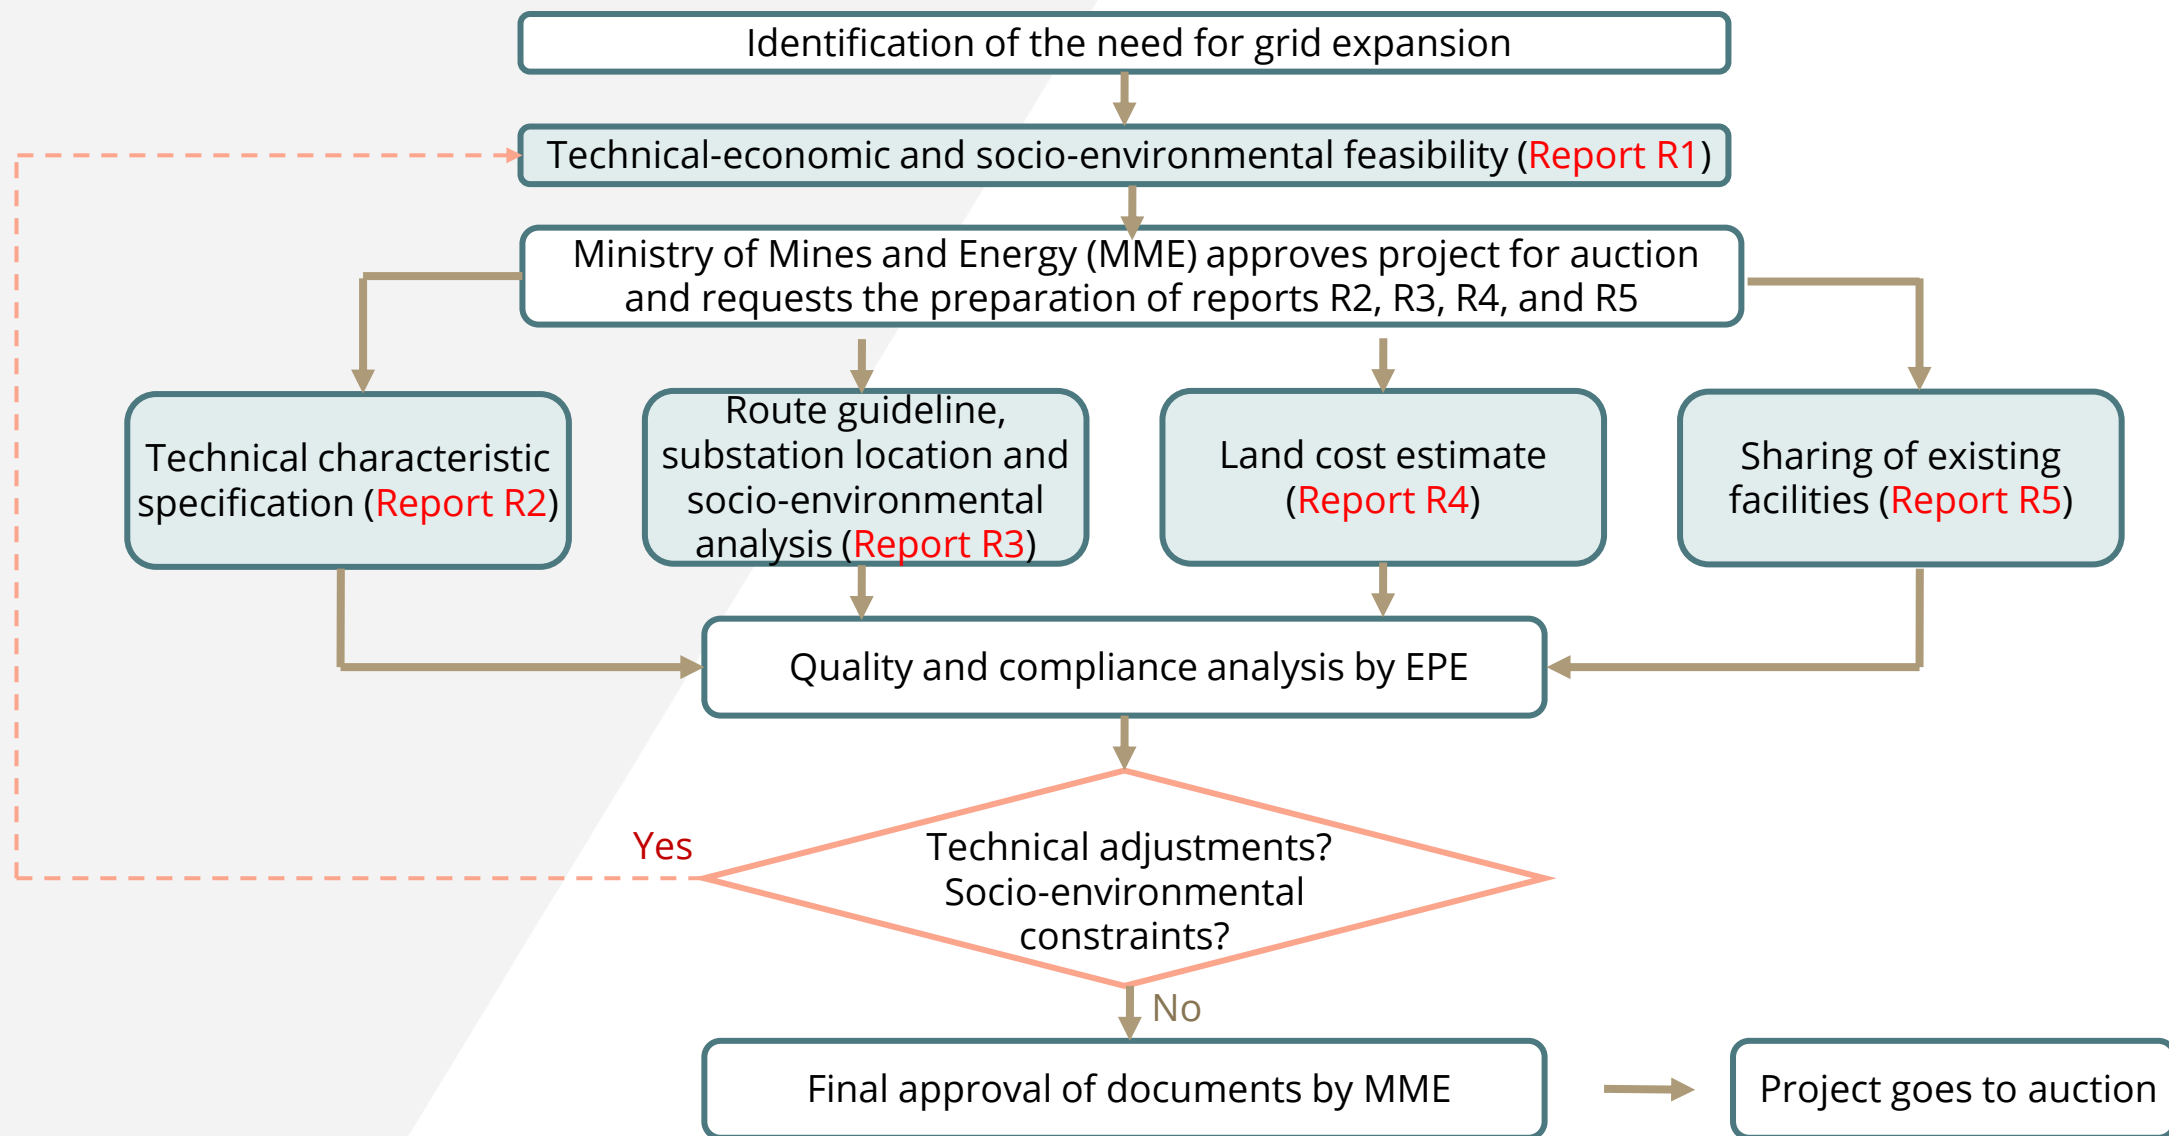 Identification of the need for grid expansion
Technical-economic and socio-environmental feasibility (Report R1)
Ministry of Mines and Energy (MME) approves project for auction
and requests the preparation of reports R2, R3, R4, and R5
Technical characteristic
specification (Report R2)
Route guideline,
substation location and
socio-environmental
analysis (Report R3)
Land cost estimate
(Report R4)
Sharing of existing
facilities (Report R5)
Quality and compliance analysis by EPE
Yes
Technical adjustments?
Socio-environmental
constraints?
No
Final approval of documents by MME
Project goes to auction